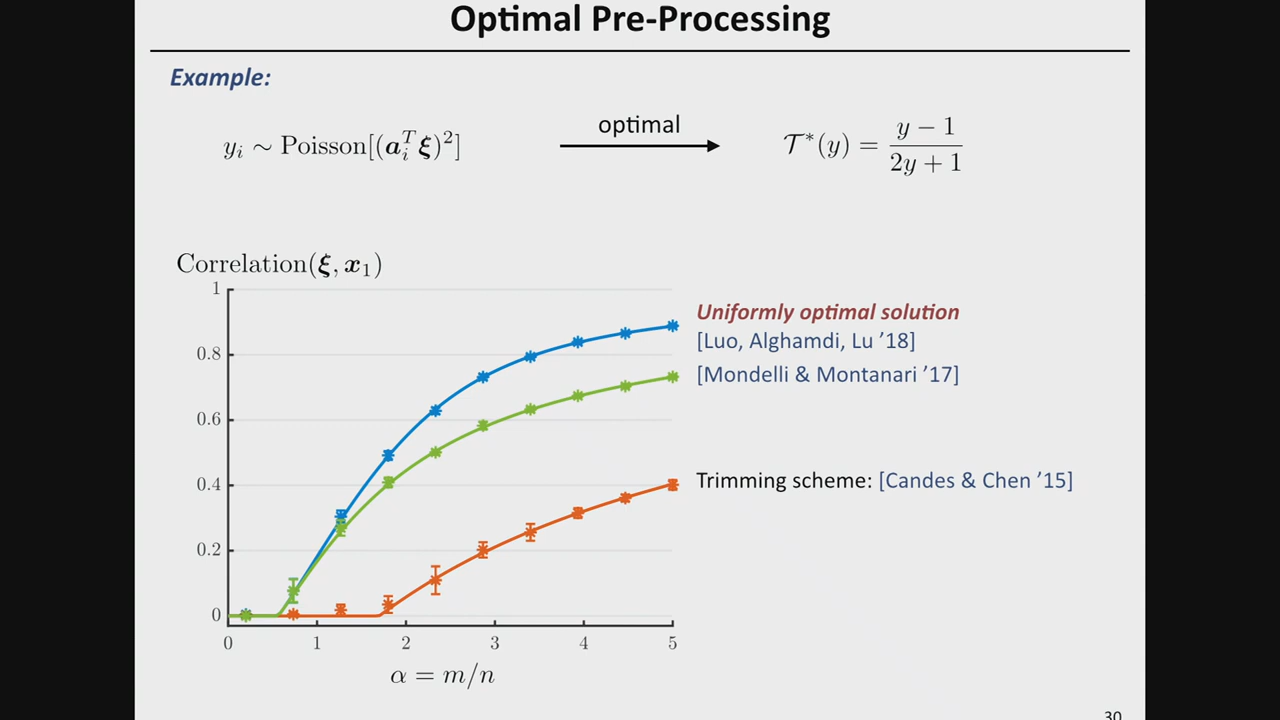 Optimal Pre-Processing
Example:
optimal
yᵢ ∼ Poisson[(𝒂ᵢᵀ𝝃)²]
𝒯*(y) = (y − 1)/(2y + 1)
Correlation(𝝃, 𝒙₁)
1
0.8
0.6
0.4
0.2
0
0 1 2 3 4 5
α = m/n
Uniformly optimal solution
[Luo, Alghamdi, Lu ’18]
[Mondelli & Montanari ’17]
Trimming scheme: [Candes & Chen ’15]
30